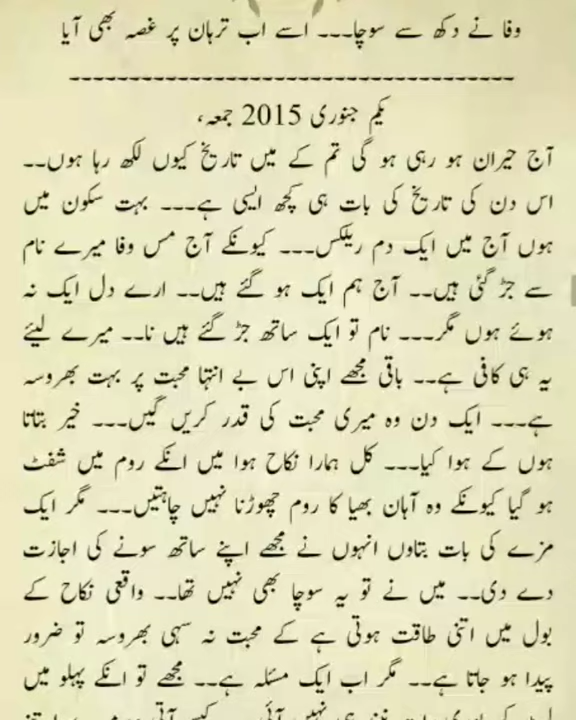 وفا نے دکھ سے سوچا۔۔۔ اسے اب ترہان پر غصہ بھی آیا
------------------------------------
یکم جنوری 2015 جمعہ،
آج حیران ہو رہی ہو گی تم کے میں تاریخ کیوں لکھ رہا ہوں۔۔
اس دن کی تاریخ کی بات ہی کچھ ایسی ہے۔۔۔ بہت سکون میں
ہوں آج میں ایک دم ریلکس۔۔۔ کیونکے آج مس وفا میرے نام
سے جڑ گئی ہیں۔۔ آج ہم ایک ہو گئے ہیں۔۔ ارے دل ایک نہ
ہوئے ہوں مگر۔۔۔ نام تو ایک ساتھ جڑ گئے ہیں نا۔۔ میرے لیئے
یہ ہی کافی ہے۔۔ باقی مجھے اپنی اس بے انتہا محبت پر بہت بھروسہ
ہے۔۔۔ ایک دن وہ میری محبت کی قدر کریں گیں۔۔۔ خیر بتاتا
ہوں کے ہوا کیا۔۔۔ کل ہمارا نکاح ہوا میں انکے روم میں شفٹ
ہو گیا کیونکے وہ آہان بھیا کا روم چھوڑنا نہیں چاہتیں۔۔۔ مگر ایک
مزے کی بات بتاوں انہوں نے مجھے اپنے ساتھ سونے کی اجازت
دے دی۔۔ میں نے تو یہ سوچا بھی نہیں تھا۔۔ واقعی نکاح کے
بول میں اتنی طاقت ہوتی ہے کے محبت نہ سہی بھروسہ تو ضرور
پیدا ہو جاتا ہے۔۔ مگر اب ایک مسئلہ ہے۔۔ مجھے تو انکے پہلو میں